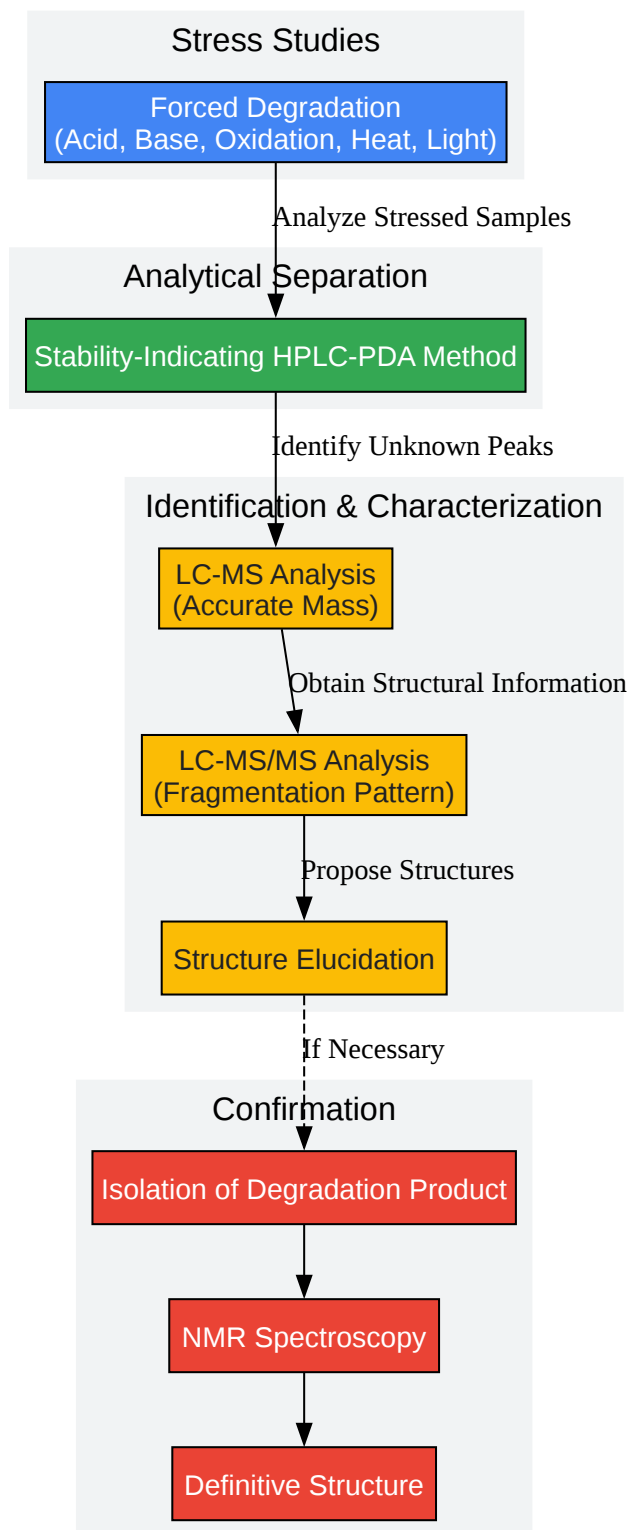 Stress Studies
Forced Degradation
(Acid, Base, Oxidation, Heat, Light)
Analyze Stressed Samples
Analytical Separation
Stability-Indicating HPLC-PDA Method
Identify Unknown Peaks
Identification & Characterization
LC-MS Analysis
(Accurate Mass)
Obtain Structural Information
LC-MS/MS Analysis
(Fragmentation Pattern)
Propose Structures
Structure Elucidation
If Necessary
Confirmation
Isolation of Degradation Product
NMR Spectroscopy
Definitive Structure